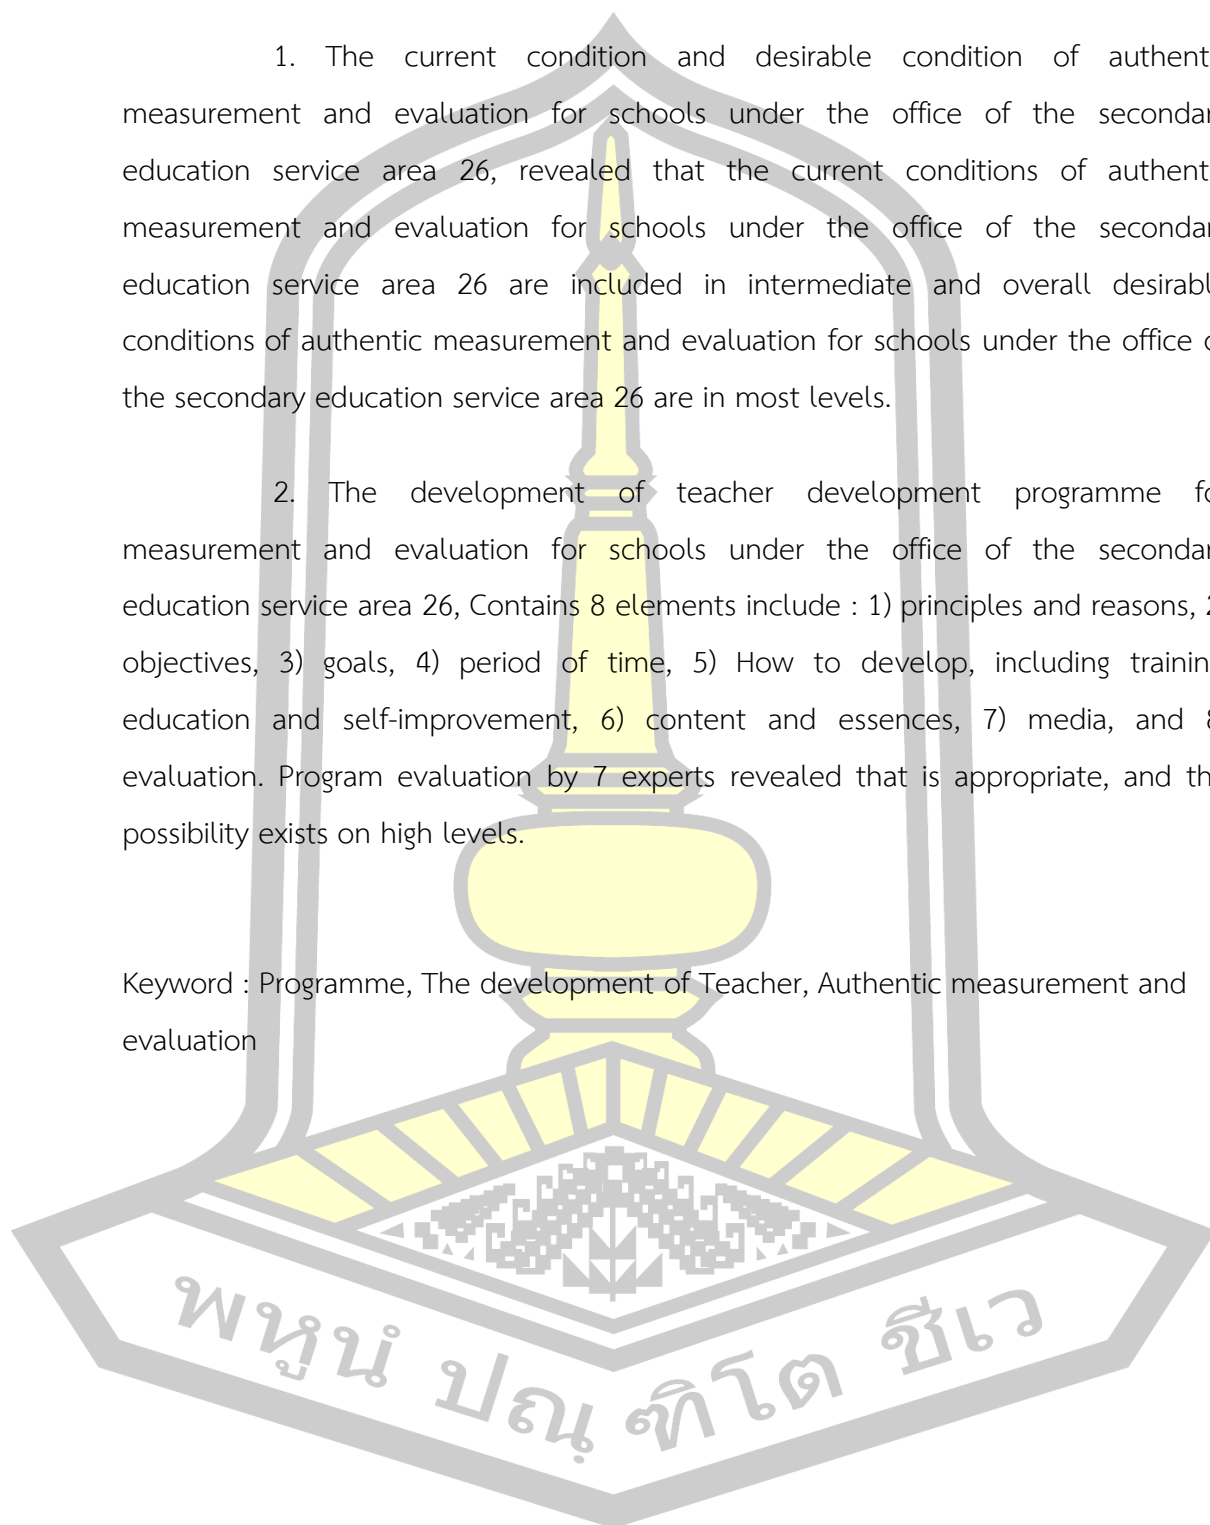 1. The current condition and desirable condition of authent
measurement and evaluation for schools under the office of the secondar
education service area 26, revealed that the current conditions of authent
measurement and evaluation for schools under the office of the secondar
education service area 26 are included in intermediate and overall desirabl
conditions of authentic measurement and evaluation for schools under the office o
the secondary education service area 26 are in most levels.
2. The development of teacher development programme fo
measurement and evaluation for schools under the office of the secondar
education service area 26, Contains 8 elements include : 1) principles and reasons, 2
objectives, 3) goals, 4) period of time, 5) How to develop, including trainin
education and self-improvement, 6) content and essences, 7) media, and 8
evaluation. Program evaluation by 7 experts revealed that is appropriate, and th
possibility exists on high levels.
Keyword : Programme, The development of Teacher, Authentic measurement and
evaluation
พหูนํ ปณฺฑิโต ชีเว